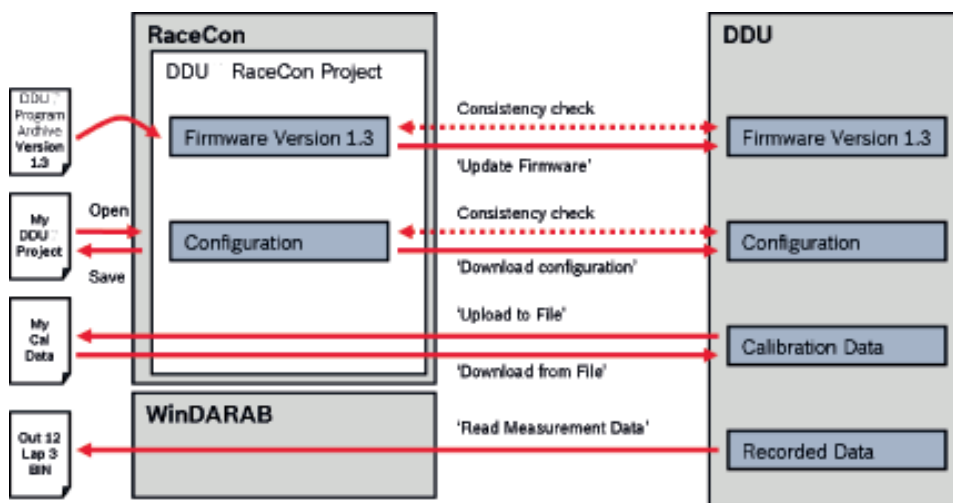 RaceCon
DDU
DDU RaceCon Project
DDU
Program
Archive
Version
1.3
Firmware Version 1.3
Consistency check
'Update Firmware'
Firmware Version 1.3
My
DDU
Project
Open
Save
Configuration
Consistency check
'Download configuration'
Configuration
My
Cal
Data
'Upload to File'
'Download from File'
Calibration Data
WinDARAB
Out 12
Lap 3
BIN
'Read Measurement Data'
Recorded Data